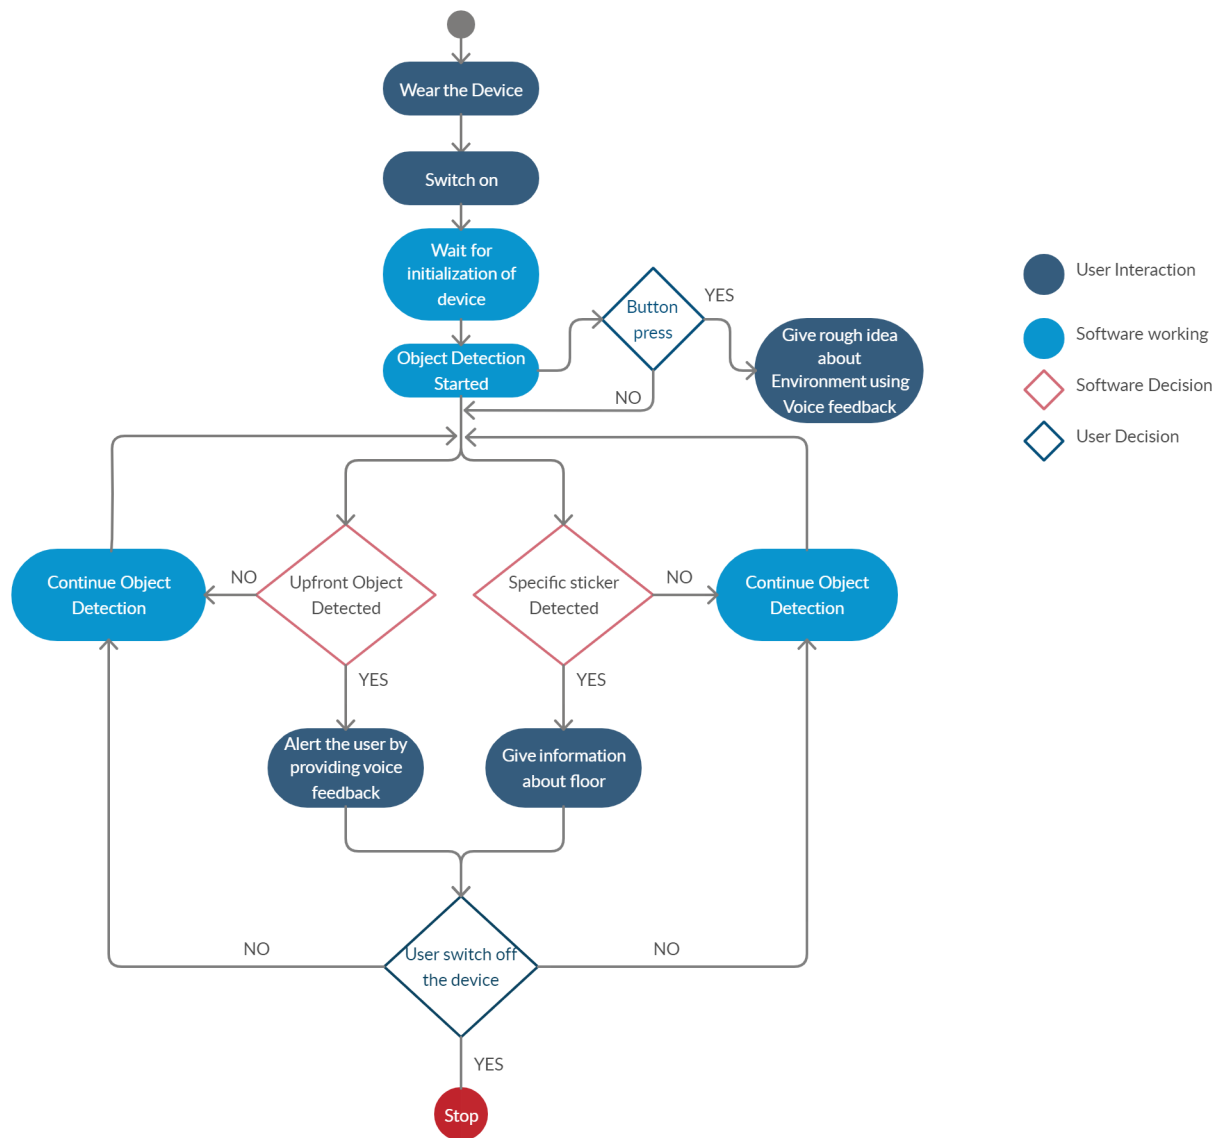 Wear the Device
Switch on
Wait for
initialization of
device
Object Detection
Started
Button
press
YES
NO
Give rough idea
about
Environment using
Voice feedback
User Interaction
Software working
Software Decision
User Decision
Continue Object
Detection
NO
Upfront Object
Detected
YES
Specific sticker
Detected
NO
YES
Continue Object
Detection
Alert the user by
providing voice
feedback
Give information
about floor
NO
User switch off
the device
NO
YES
Stop